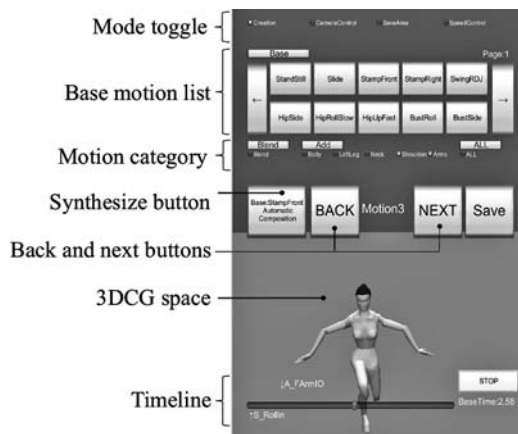 Mode toggle
Creation CameraControl SaveArea SpeedControl
Base Page:1
Base motion list
← StandStill Slide StampFront StampRight SwingRDJ →
HipSide HipRollSlow HipUpFast BustRoll BustSide
Motion category
Blend Add ALL
Blend Body LeftLeg Neck Shoulder Arms ALL
Synthesize button
Base:StampFront
Automatic
Composition
BACK Motion3 NEXT Save
Back and next buttons
3DCG space
↓A_FArmIO
STOP
Timeline
BaseTime:2.58
↑S_RollIn